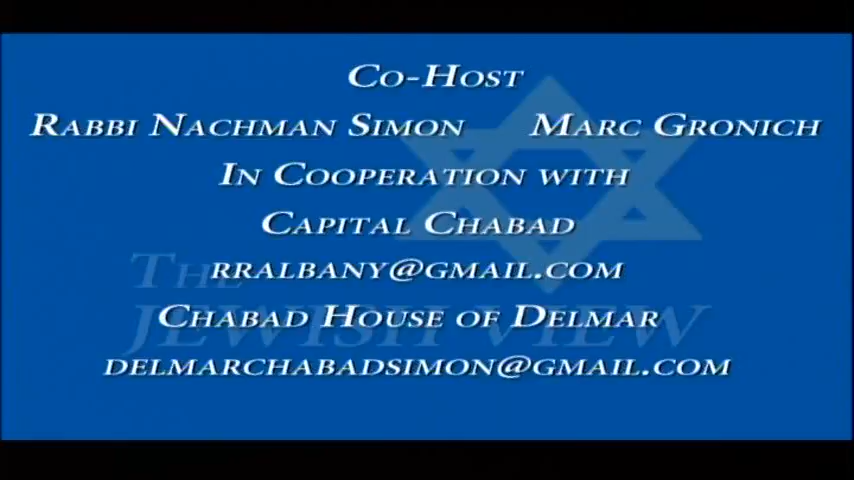 Co-Host
Rabbi Nachman Simon Marc Gronich
In Cooperation with
Capital Chabad
rralbany@gmail.com
The
Chabad House of Delmar
Jewish View
delmarchabadsimon@gmail.com